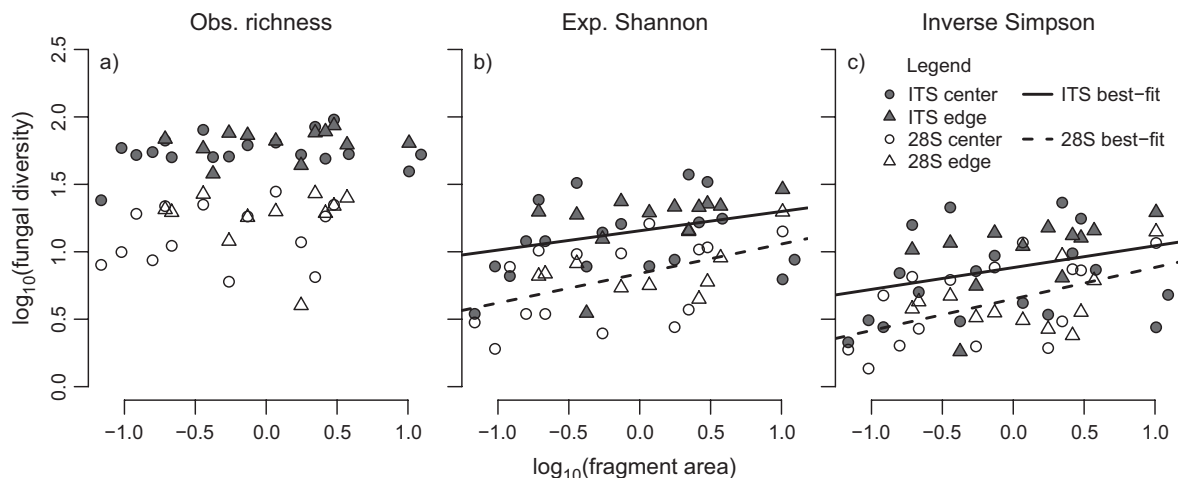 Obs. richness
Exp. Shannon
Inverse Simpson
log10(fungal diversity)
2.5
2.0
1.5
1.0
0.5
0.0
a)
b)
c)
Legend
ITS center
ITS edge
28S center
28S edge
ITS best−fit
28S best−fit
−1.0 −0.5 0.0 0.5 1.0
−1.0 −0.5 0.0 0.5 1.0
−1.0 −0.5 0.0 0.5 1.0
log10(fragment area)